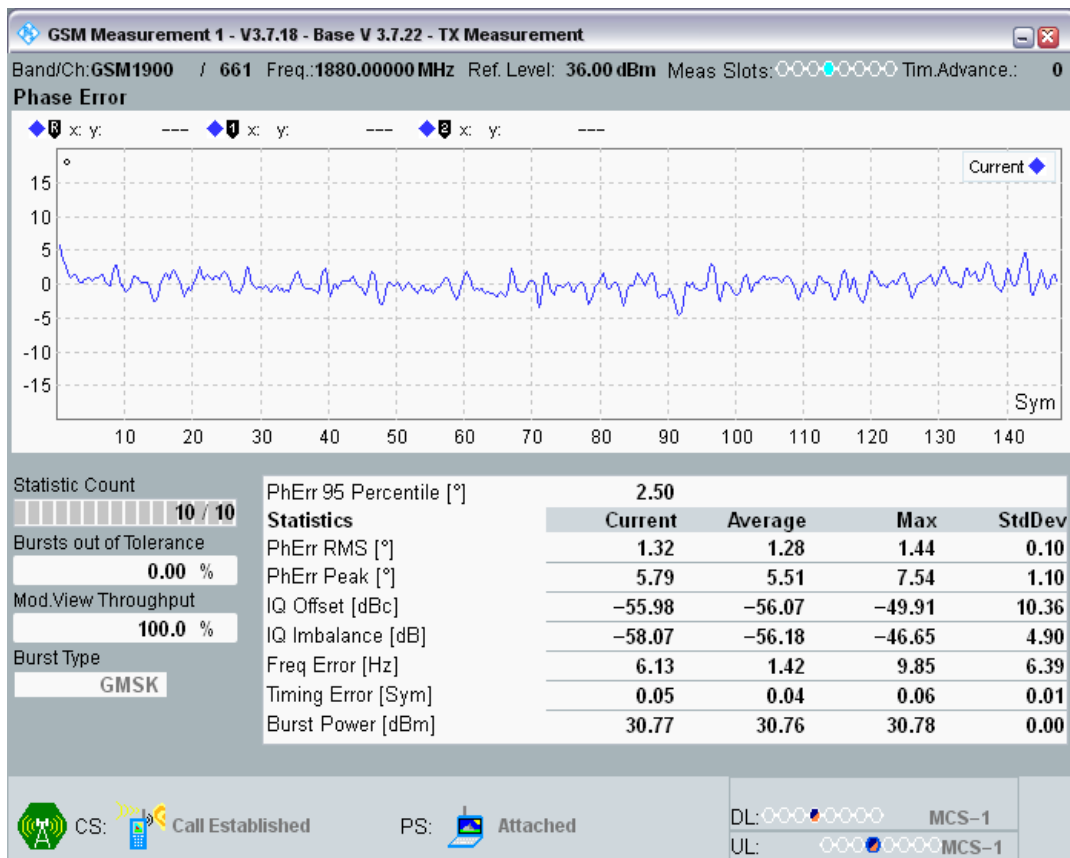 GSM Measurement 1 - V3.7.18 - Base V 3.7.22 - TX Measurement
Band/Ch:GSM1900 / 661 Freq.:1880.00000 MHz Ref. Level: 36.00 dBm Meas Slots: Tim.Advance.: 0
Phase Error
R x: y: --- 1 x: y: --- 2 x: y: ---
° Current
15
10
5
0
-5
-10
-15
Sym
10 20 30 40 50 60 70 80 90 100 110 120 130 140
Statistic Count
10 / 10
Bursts out of Tolerance
0.00 %
Mod.View Throughput
100.0 %
Burst Type
GMSK
PhErr 95 Percentile [°] 2.50
Statistics Current Average Max StdDev
PhErr RMS [°] 1.32 1.28 1.44 0.10
PhErr Peak [°] 5.79 5.51 7.54 1.10
IQ Offset [dBc] −55.98 −56.07 −49.91 10.36
IQ Imbalance [dB] −58.07 −56.18 −46.65 4.90
Freq Error [Hz] 6.13 1.42 9.85 6.39
Timing Error [Sym] 0.05 0.04 0.06 0.01
Burst Power [dBm] 30.77 30.76 30.78 0.00
CS: Call Established PS: Attached
DL: MCS−1
UL: MCS−1